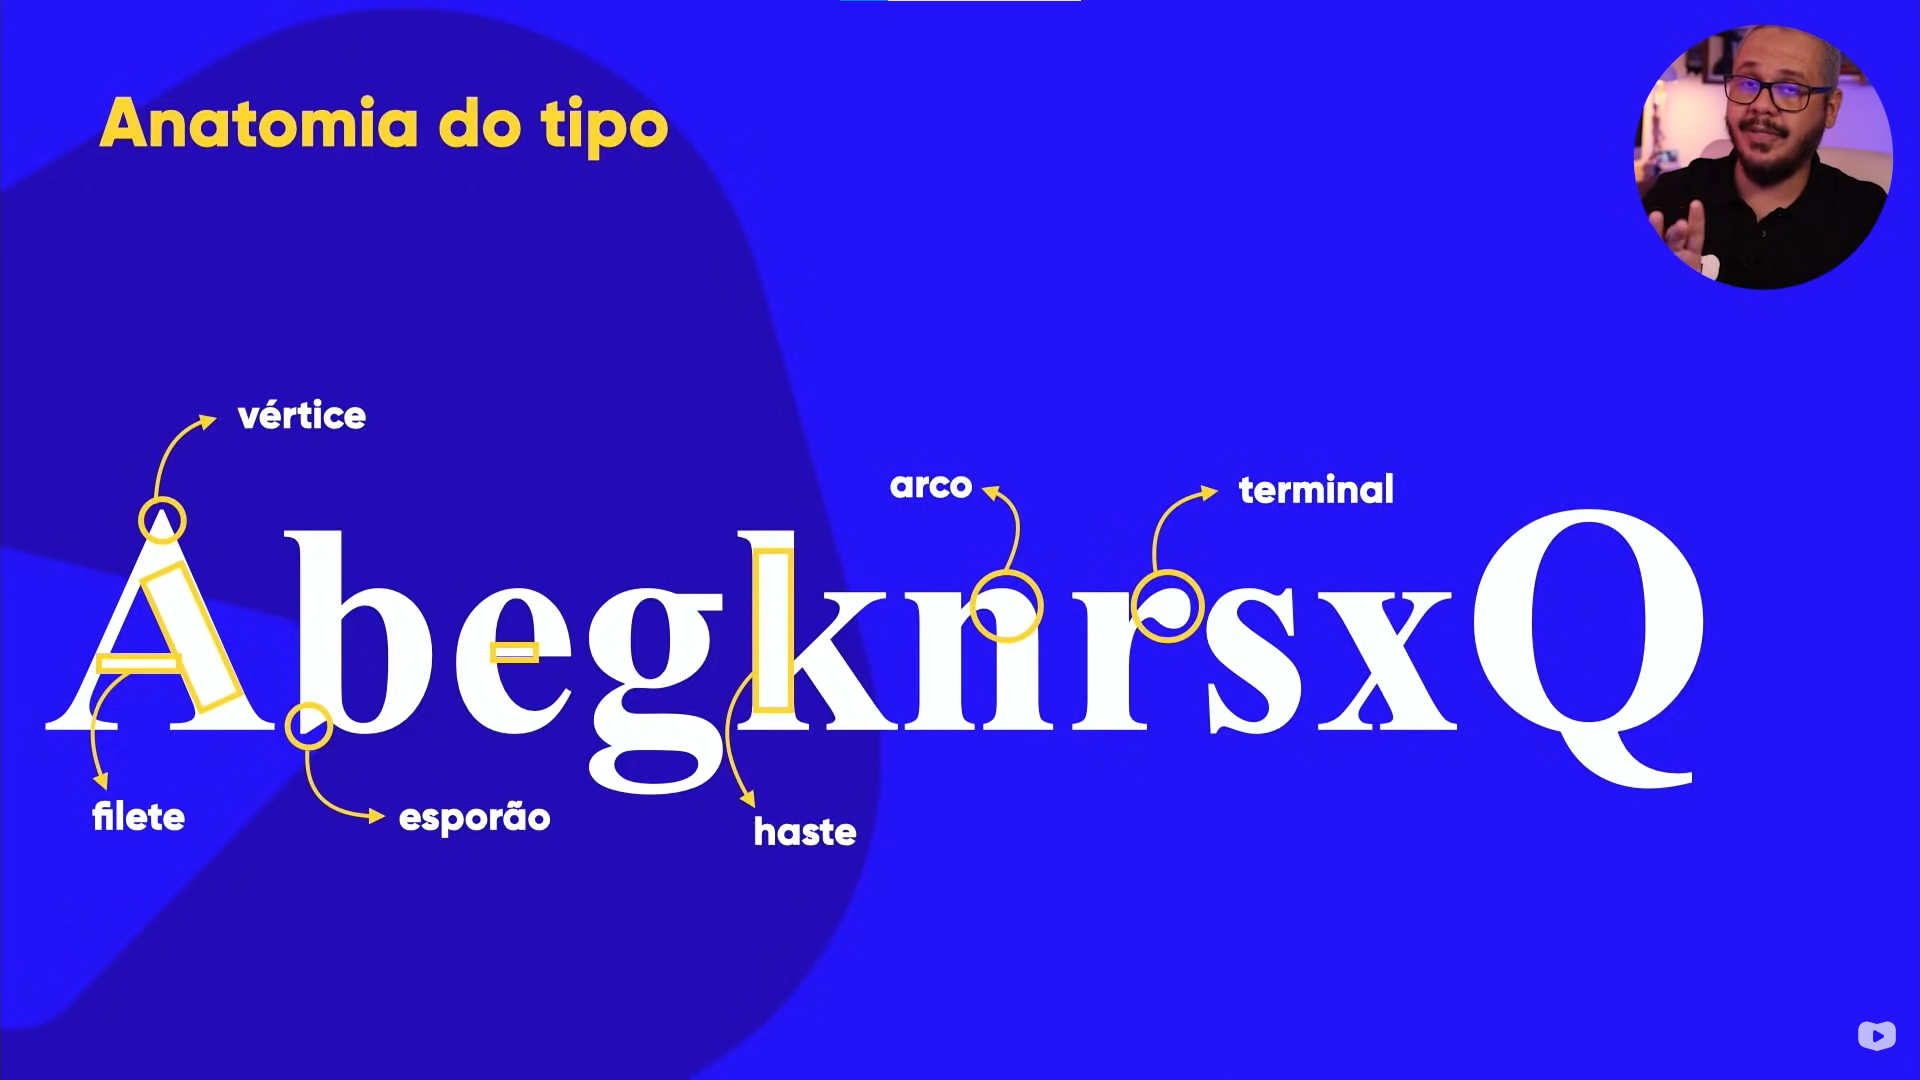 Anatomia do tipo
vértice
arco
terminal
AbegknrsxQ
filete
esporão
haste